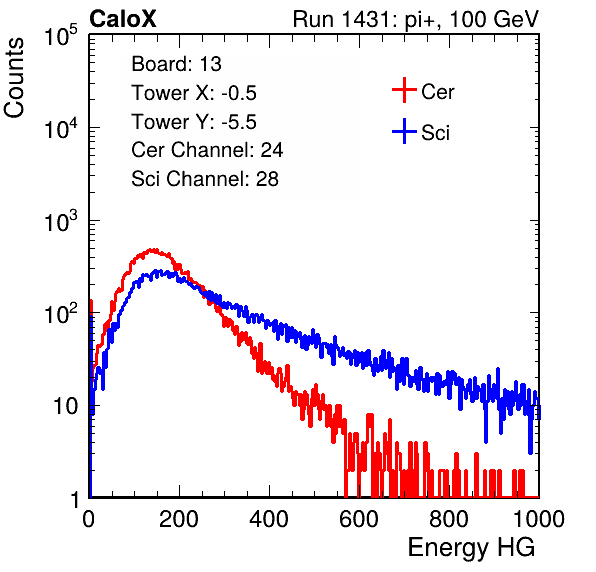 CaloX Run 1431: pi+, 100 GeV
Counts
Board: 13
Tower X: -0.5
Tower Y: -5.5
Cer Channel: 24
Sci Channel: 28
Cer
Sci
10^5
10^4
10^3
10^2
10
1
0 200 400 600 800 1000
Energy HG